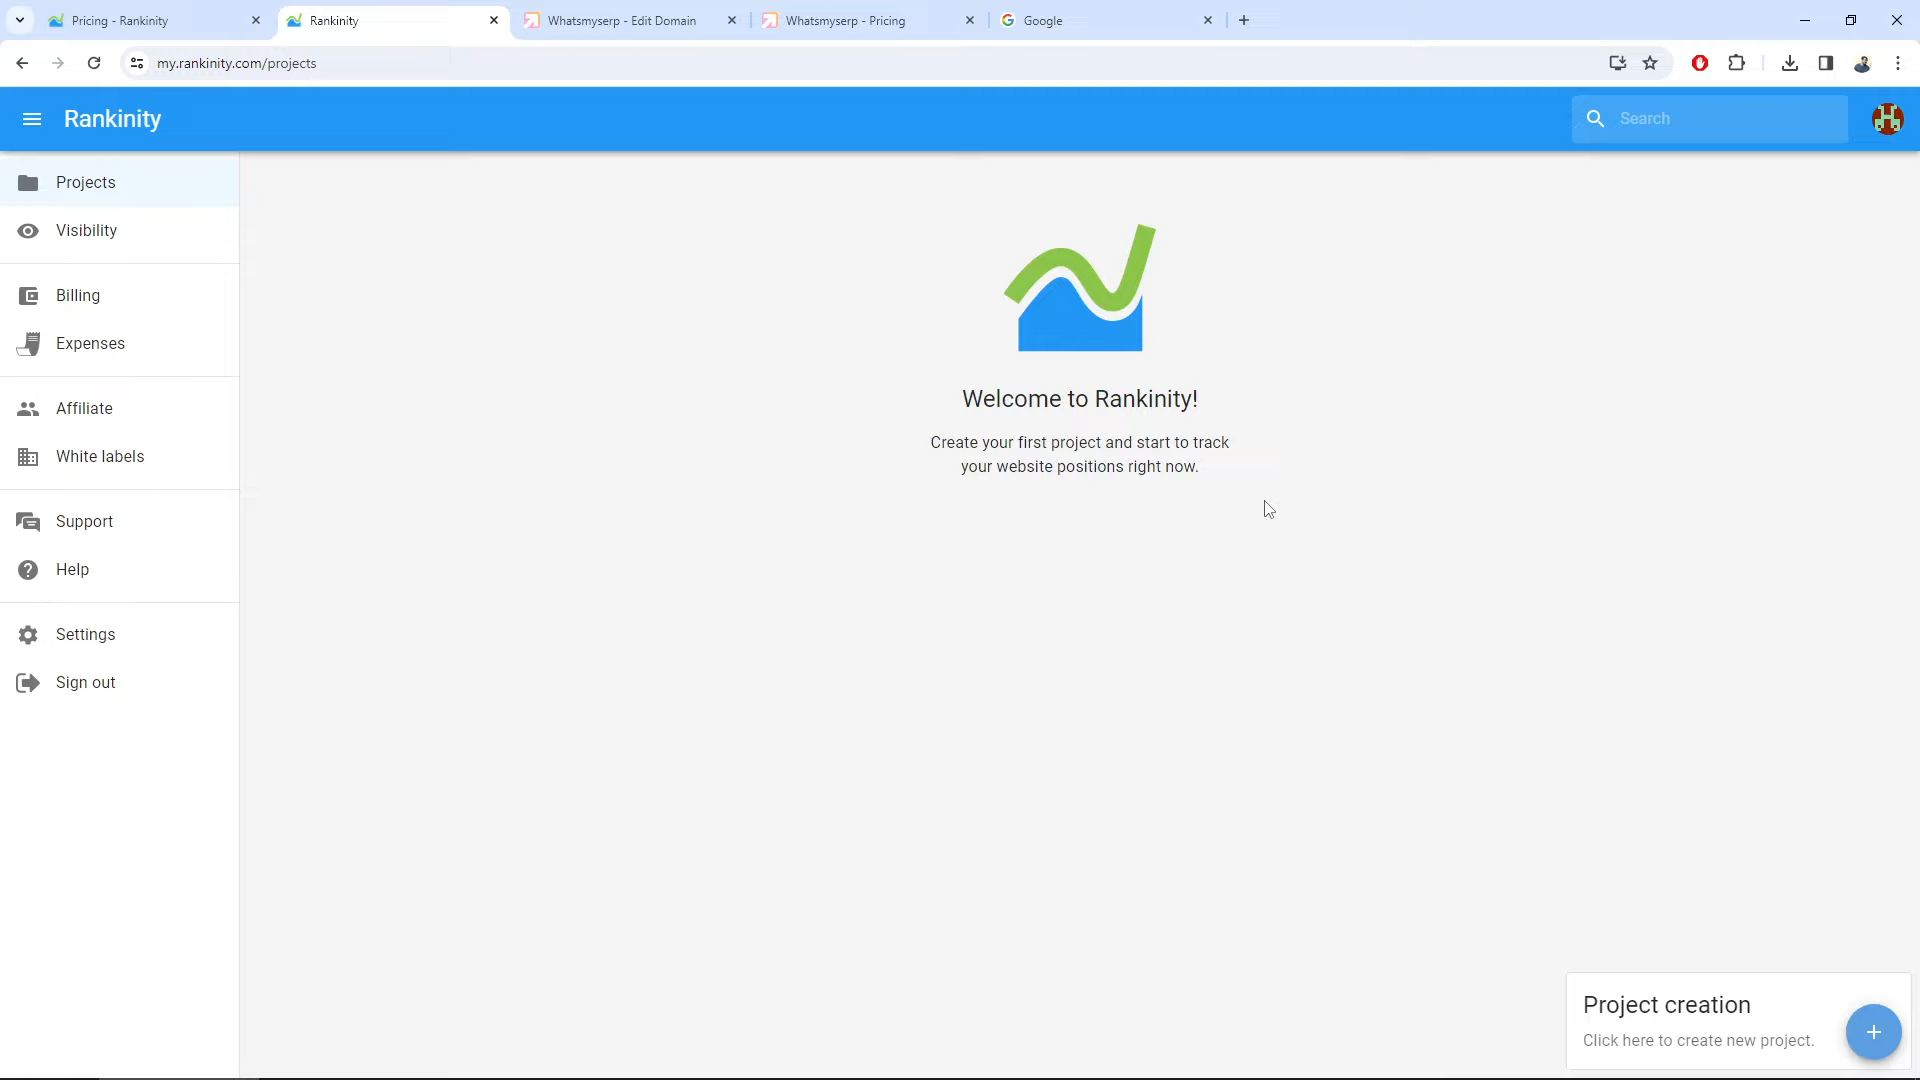 Pricing - Rankinity
Rankinity
Whatsmyserp - Edit Domain
Whatsmyserp - Pricing
Google
my.rankinity.com/projects
Rankinity
Search
Projects
Visibility
Billing
Expenses
Affiliate
White labels
Support
Help
Settings
Sign out
Welcome to Rankinity!
Create your first project and start to track
your website positions right now.
Project creation
Click here to create new project.